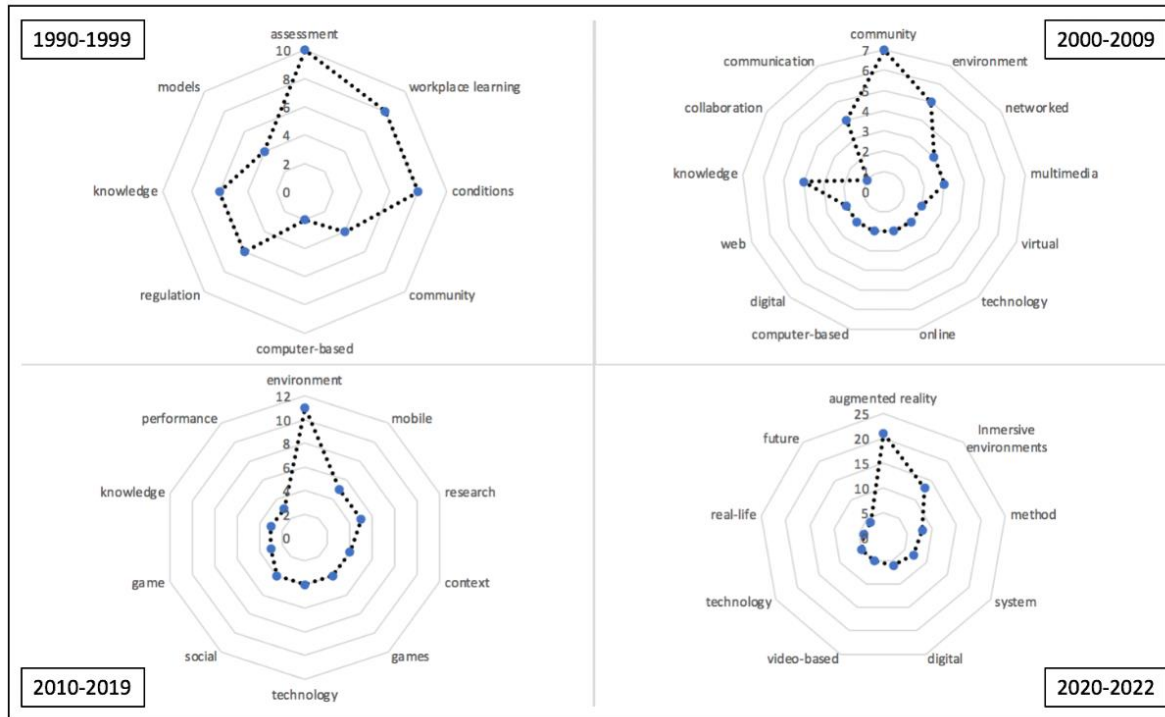 1990-1999
assessment
10
8
6
4
2
0
workplace learning
conditions
community
computer-based
regulation
knowledge
models
2000-2009
community
7
6
5
4
3
2
1
0
environment
networked
multimedia
virtual
technology
online
computer-based
digital
web
knowledge
collaboration
communication
2010-2019
environment
12
10
8
6
4
2
0
mobile
research
context
games
technology
social
game
knowledge
performance
2020-2022
augmented reality
25
20
15
10
5
0
Inmersive
environments
method
system
digital
video-based
technology
real-life
future